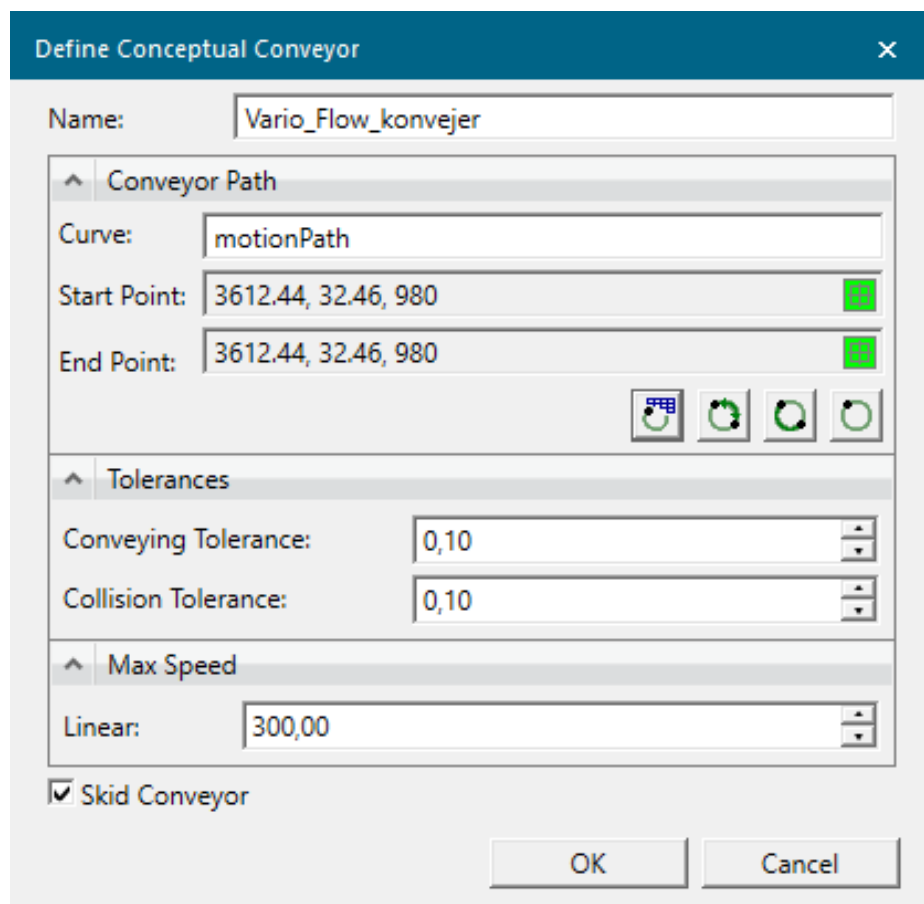 Define Conceptual Conveyor
Name: Vario_Flow_konvejer
Conveyor Path
Curve: motionPath
Start Point: 3612.44, 32.46, 980
End Point: 3612.44, 32.46, 980
Tolerances
Conveying Tolerance: 0,10
Collision Tolerance: 0,10
Max Speed
Linear: 300,00
Skid Conveyor
OK Cancel